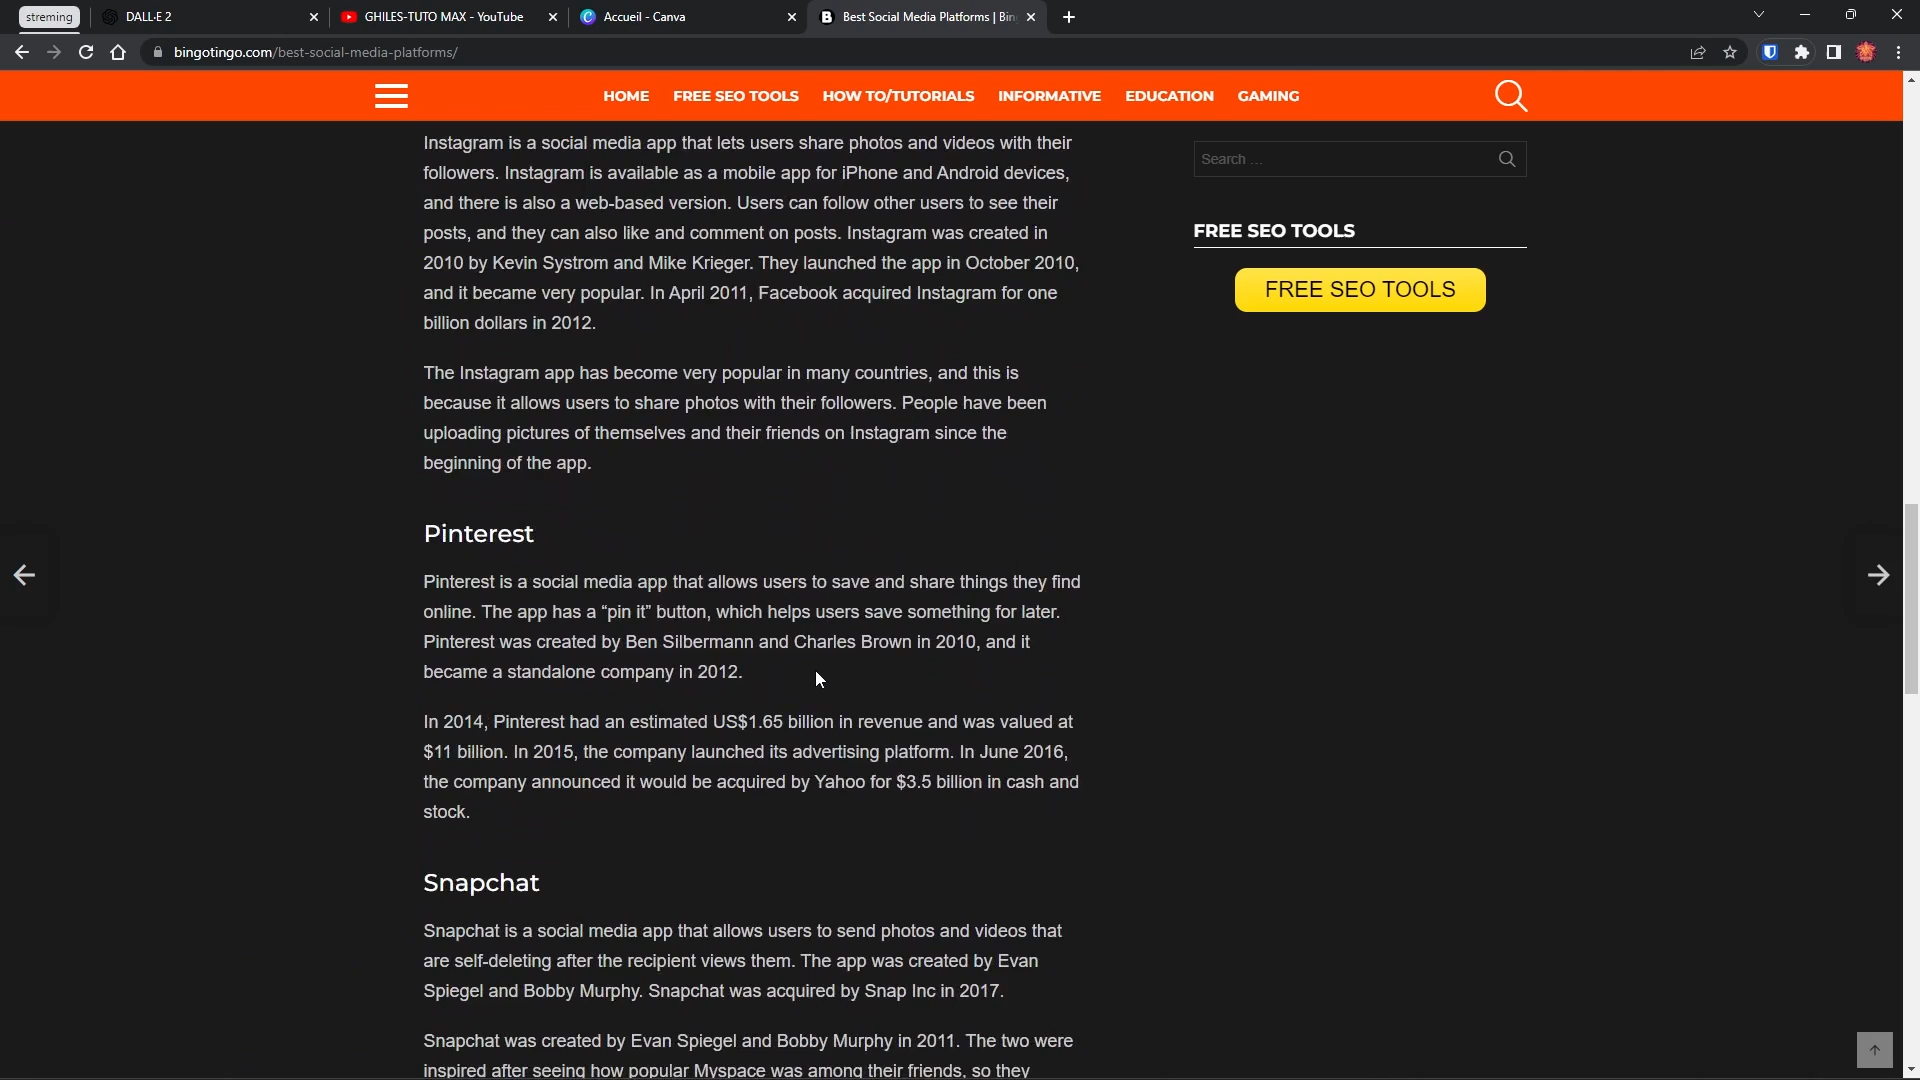 streming
DALL·E 2
GHILES-TUTO MAX - YouTube
Accueil - Canva
Best Social Media Platforms | Bin
bingotingo.com/best-social-media-platforms/
HOME FREE SEO TOOLS HOW TO/TUTORIALS INFORMATIVE EDUCATION GAMING
Instagram is a social media app that lets users share photos and videos with their
followers. Instagram is available as a mobile app for iPhone and Android devices,
and there is also a web-based version. Users can follow other users to see their
posts, and they can also like and comment on posts. Instagram was created in
2010 by Kevin Systrom and Mike Krieger. They launched the app in October 2010,
and it became very popular. In April 2011, Facebook acquired Instagram for one
billion dollars in 2012.
The Instagram app has become very popular in many countries, and this is
because it allows users to share photos with their followers. People have been
uploading pictures of themselves and their friends on Instagram since the
beginning of the app.
Pinterest
Pinterest is a social media app that allows users to save and share things they find
online. The app has a “pin it” button, which helps users save something for later.
Pinterest was created by Ben Silbermann and Charles Brown in 2010, and it
became a standalone company in 2012.
In 2014, Pinterest had an estimated US$1.65 billion in revenue and was valued at
$11 billion. In 2015, the company launched its advertising platform. In June 2016,
the company announced it would be acquired by Yahoo for $3.5 billion in cash and
stock.
Snapchat
Snapchat is a social media app that allows users to send photos and videos that
are self-deleting after the recipient views them. The app was created by Evan
Spiegel and Bobby Murphy. Snapchat was acquired by Snap Inc in 2017.
Snapchat was created by Evan Spiegel and Bobby Murphy in 2011. The two were
inspired after seeing how popular Myspace was among their friends, so they
Search ...
FREE SEO TOOLS
FREE SEO TOOLS